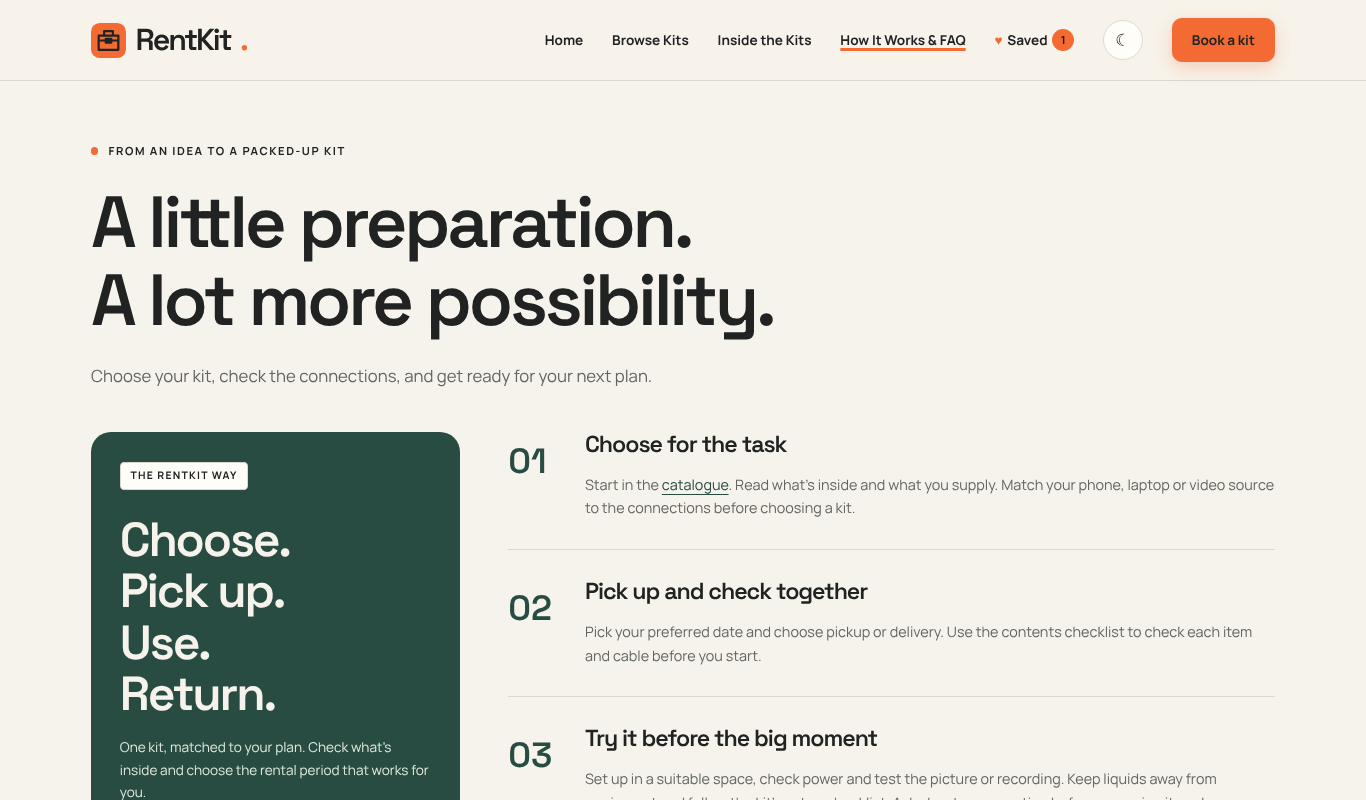 RentKit .
Home
Browse Kits
Inside the Kits
How It Works & FAQ
♥ Saved 1
Book a kit
FROM AN IDEA TO A PACKED-UP KIT
A little preparation.
A lot more possibility.
Choose your kit, check the connections, and get ready for your next plan.
THE RENTKIT WAY
Choose.
Pick up.
Use.
Return.
One kit, matched to your plan. Check what's
inside and choose the rental period that works for
you.
01
Choose for the task
Start in the catalogue. Read what's inside and what you supply. Match your phone, laptop or video source
to the connections before choosing a kit.
02
Pick up and check together
Pick your preferred date and choose pickup or delivery. Use the contents checklist to check each item
and cable before you start.
03
Try it before the big moment
Set up in a suitable space, check power and test the picture or recording. Keep liquids away from